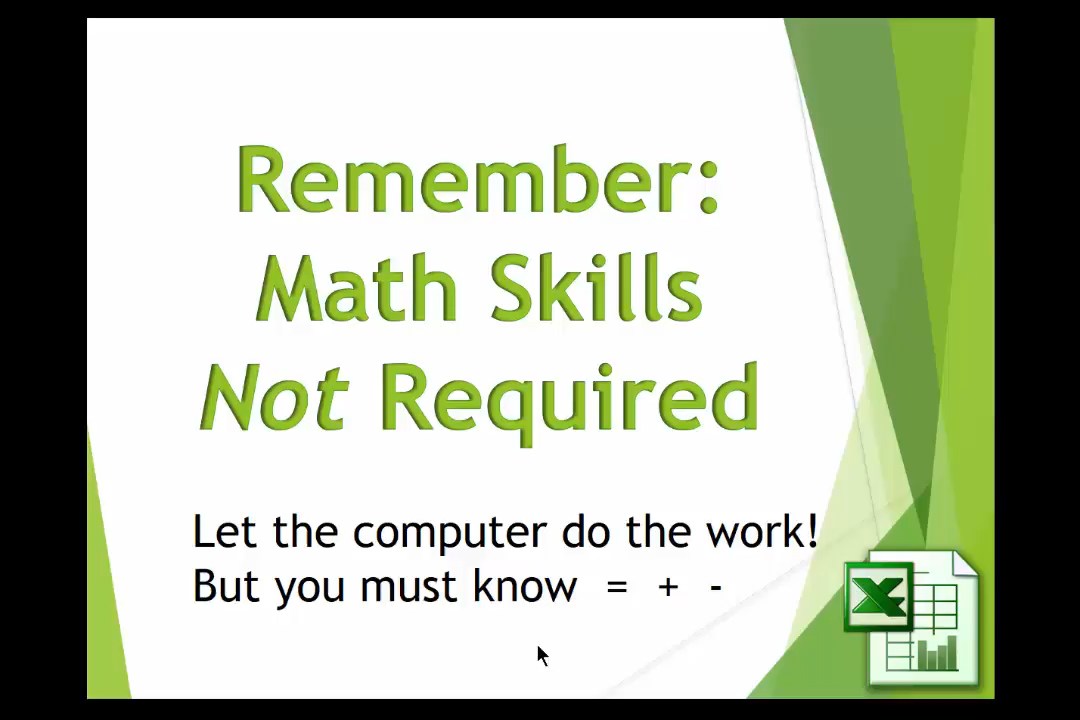 Remember:
Math Skills
Not Required
Let the computer do the work!
But you must know = + -
X